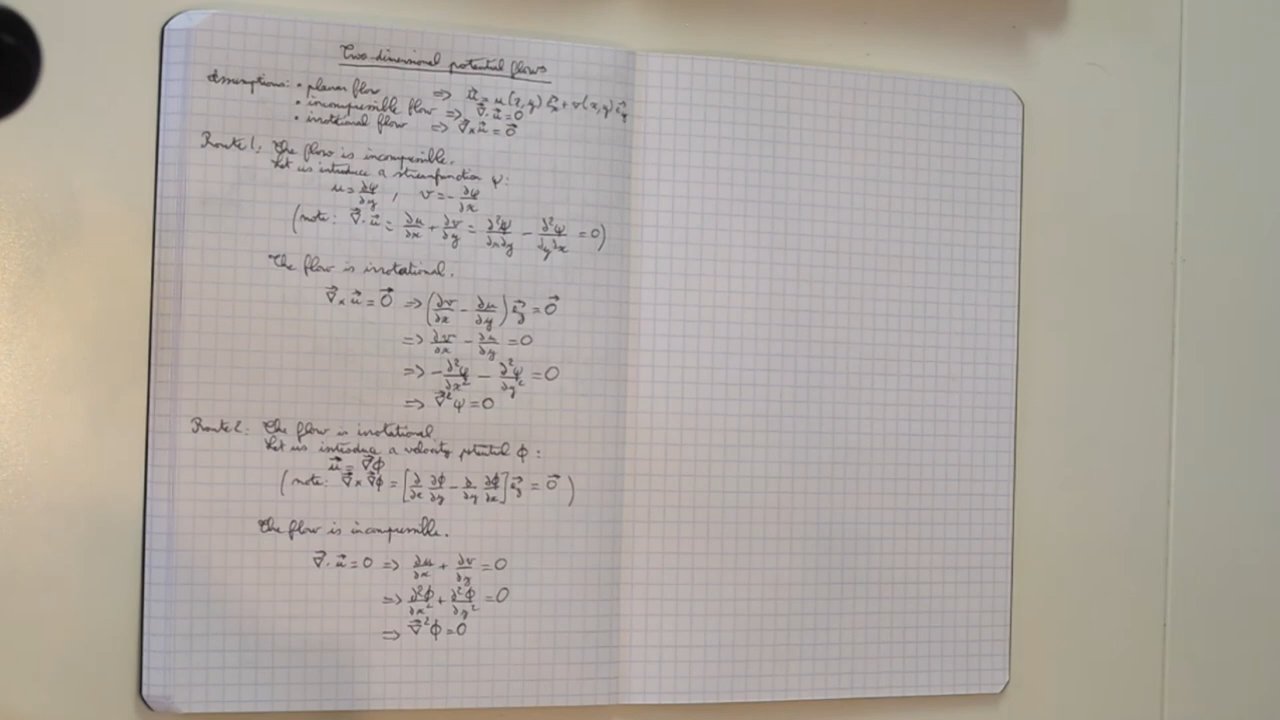 Two dimensional potential flows
Assumptions: • planar flow ⇒ u⃗ = u(x,y) e⃗x + v(x,y) e⃗y
• incompressible flow ⇒ ∇⃗·u⃗ = 0
• irrotational flow ⇒ ∇⃗×u⃗ = 0⃗
Route 1: The flow is incompressible.
Let us introduce a streamfunction ψ:
u = ∂ψ/∂y , v = -∂ψ/∂x
(note: ∇⃗·u⃗ = ∂u/∂x + ∂v/∂y = ∂²ψ/∂x∂y - ∂²ψ/∂y∂x = 0)
The flow is irrotational.
∇⃗×u⃗ = 0⃗ ⇒ (∂v/∂x - ∂u/∂y) e⃗z = 0⃗
⇒ ∂v/∂x - ∂u/∂y = 0
⇒ -∂²ψ/∂x² - ∂²ψ/∂y² = 0
⇒ ∇⃗²ψ = 0
Route 2: The flow is irrotational.
Let us introduce a velocity potential ϕ:
u⃗ = ∇⃗ϕ
(note: ∇⃗×∇⃗ϕ = [∂/∂x ∂ϕ/∂y - ∂/∂y ∂ϕ/∂x] e⃗z = 0⃗ )
The flow is incompressible.
∇⃗·u⃗ = 0 ⇒ ∂u/∂x + ∂v/∂y = 0
⇒ ∂²ϕ/∂x² + ∂²ϕ/∂y² = 0
⇒ ∇⃗²ϕ = 0